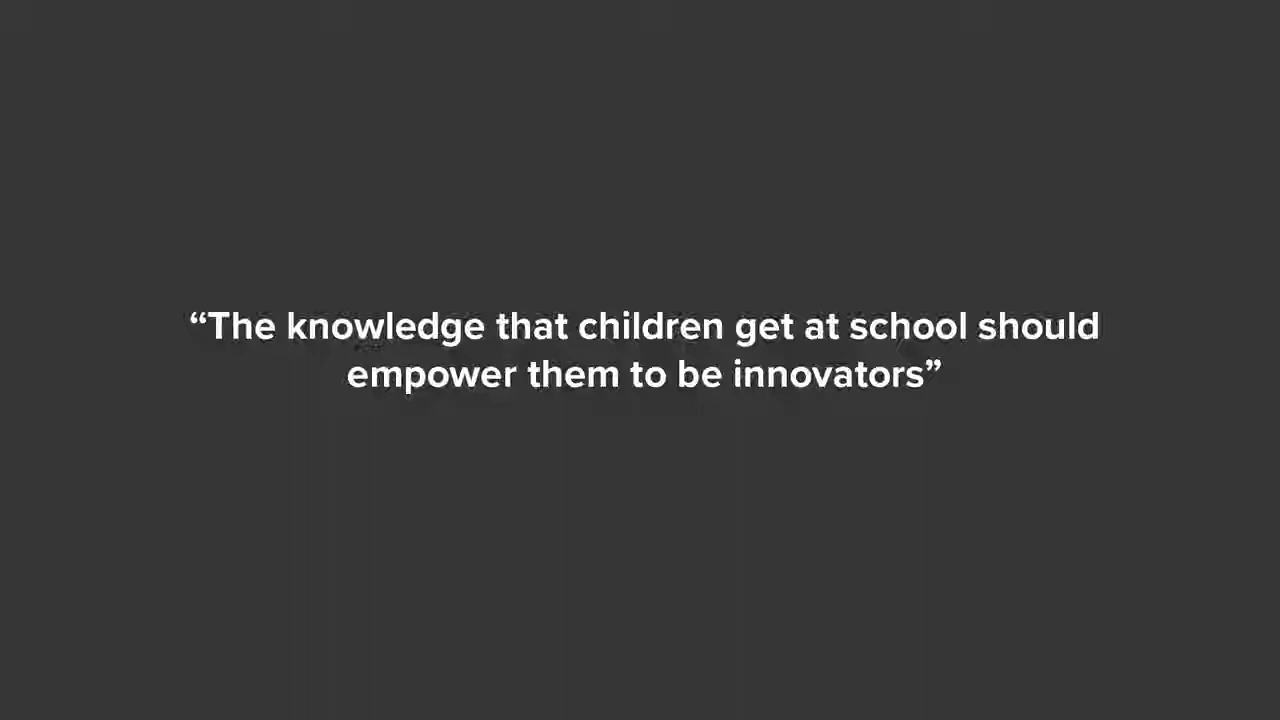 “The knowledge that children get at school should
empower them to be innovators”